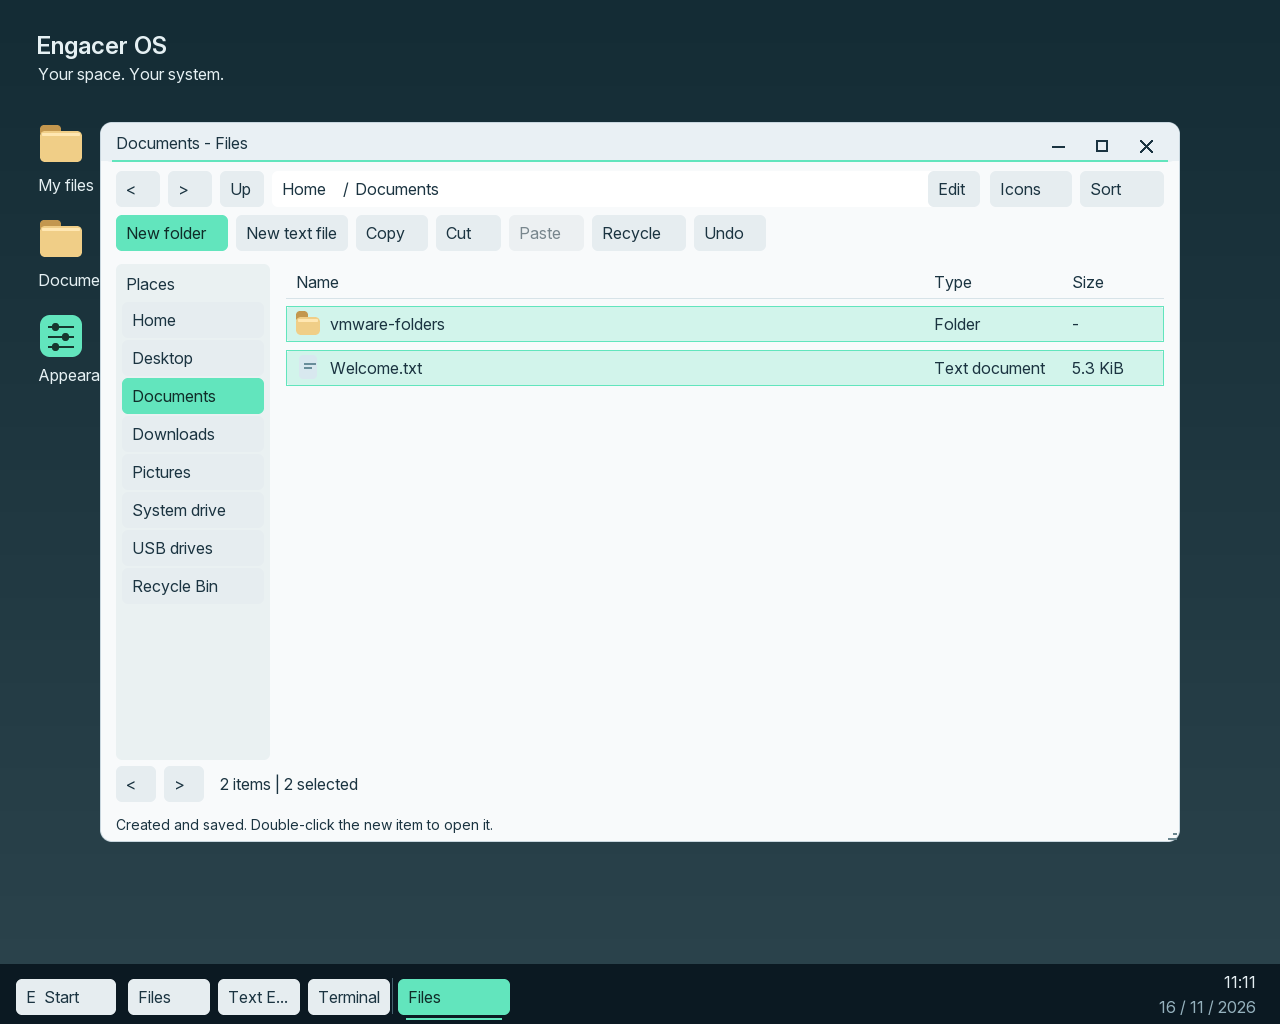 Engacer OS
Your space. Your system.
My files
Docume
Appeara
Documents - Files
< > Up Home / Documents Edit Icons Sort
New folder New text file Copy Cut Paste Recycle Undo
Places
Home
Desktop
Documents
Downloads
Pictures
System drive
USB drives
Recycle Bin
Name Type Size
vmware-folders Folder -
Welcome.txt Text document 5.3 KiB
< > 2 items | 2 selected
Created and saved. Double-click the new item to open it.
E Start Files Text E... Terminal Files
11:11
16 / 11 / 2026